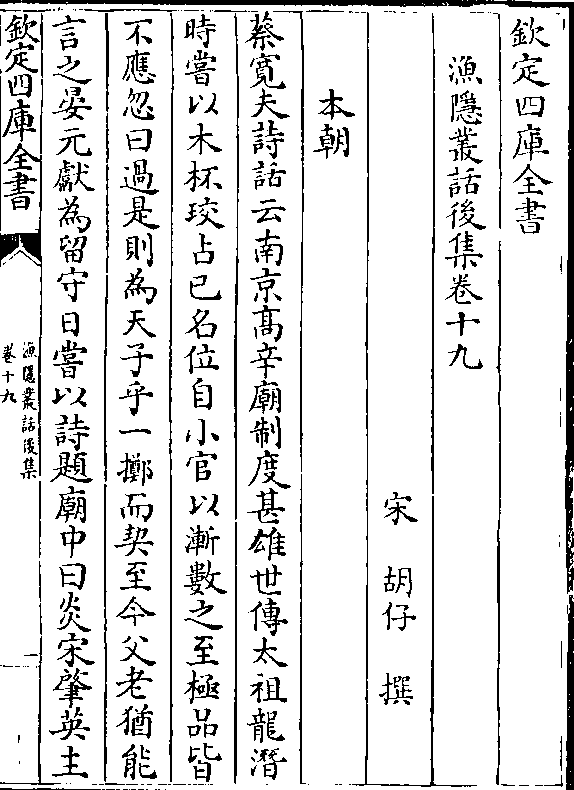 欽定四庫全書
漁隱叢話後集卷十九
宋 胡仔 撰
本朝
蔡寛夫詩話云南京髙辛廟制度甚雄世傳太祖龍潛
時嘗以木杯珓占已名位自小官以漸數之至極品皆
不應忽曰過是則為天子乎一擲而契至今父老猶能
言之晏元獻為留守日嘗以詩題廟中曰炎宋肇英主
欽定四庫全書
漁隱叢話後集
卷十九
一